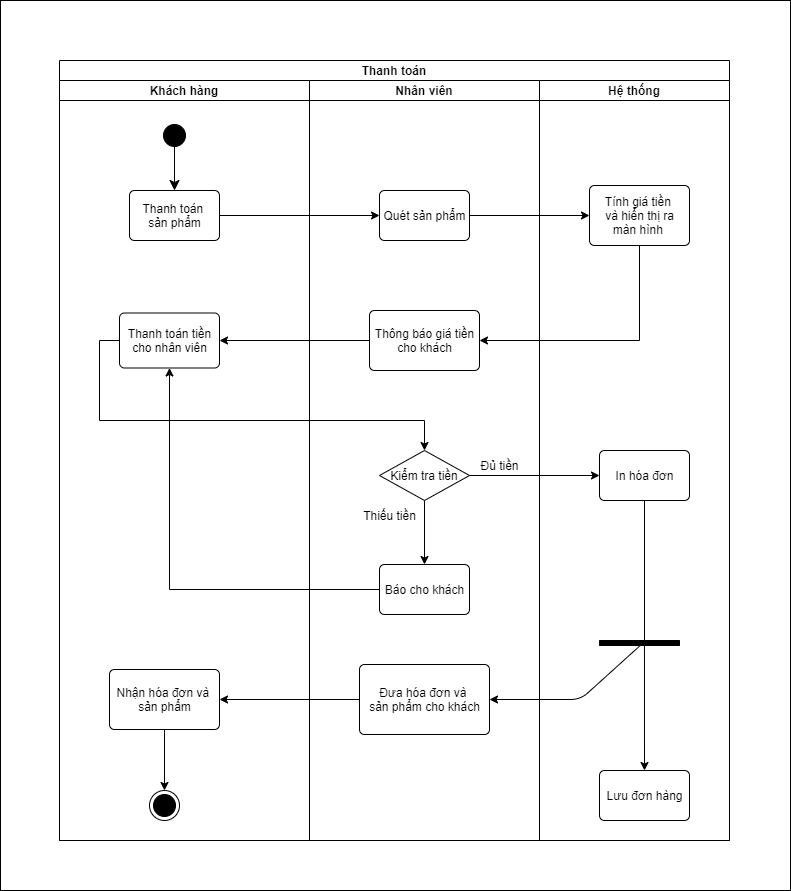 Thanh toán
Khách hàng
Nhân viên
Hệ thống
Thanh toán
sản phẩm
Quét sản phẩm
Tính giá tiền
và hiển thị ra
màn hình
Thanh toán tiền
cho nhân viên
Thông báo giá tiền
cho khách
Kiểm tra tiền
Đủ tiền
In hóa đơn
Thiếu tiền
Báo cho khách
Nhận hóa đơn và
sản phẩm
Đưa hóa đơn và
sản phẩm cho khách
Lưu đơn hàng